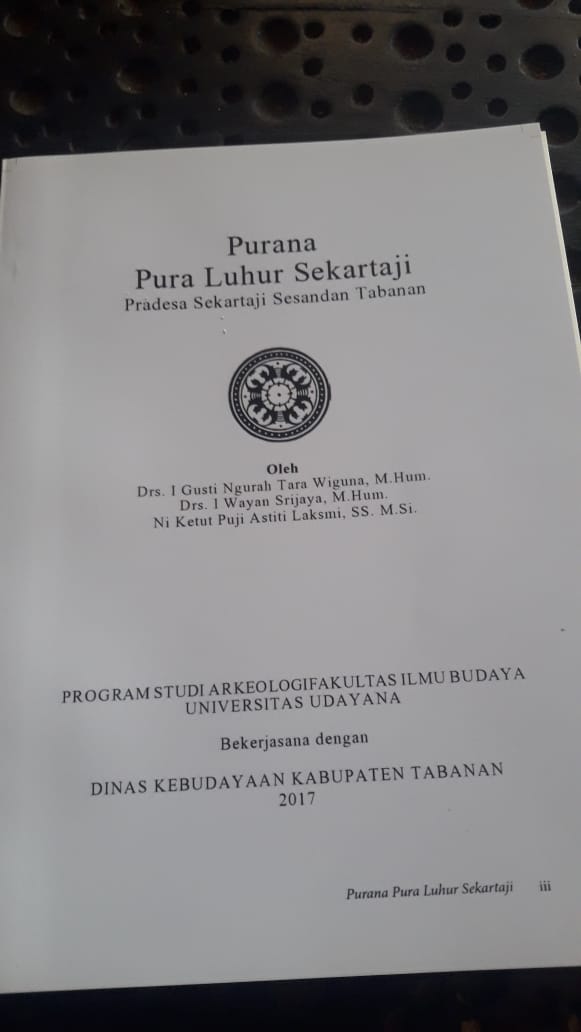 Purana
Pura Luhur Sekartaji
Pradesa Sekartaji Sesandan Tabanan
Oleh
Drs. I Gusti Ngurah Tara Wiguna, M.Hum.
Drs. I Wayan Srijaya, M.Hum.
Ni Ketut Puji Astiti Laksmi, SS. M.Si.
PROGRAM STUDI ARKEOLOGIFAKULTAS ILMU BUDAYA
UNIVERSITAS UDAYANA
Bekerjasana dengan
DINAS KEBUDAYAAN KABUPATEN TABANAN
2017
Purana Pura Luhur Sekartaji iii